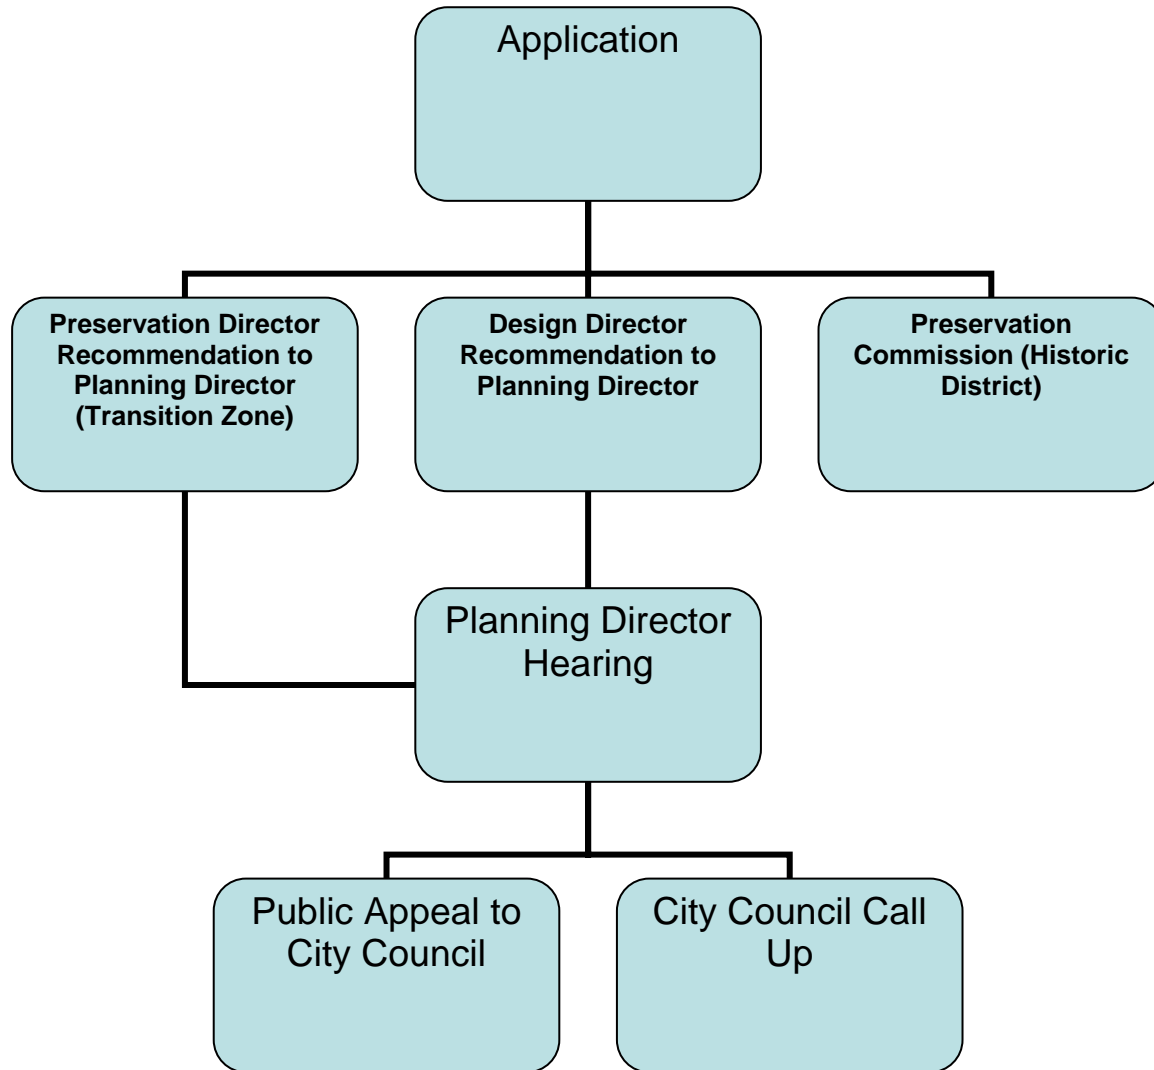 Application
Preservation Director
Recommendation to
Planning Director
(Transition Zone)
Design Director
Recommendation to
Planning Director
Preservation
Commission (Historic
District)
Planning Director
Hearing
Public Appeal to
City Council
City Council Call
Up